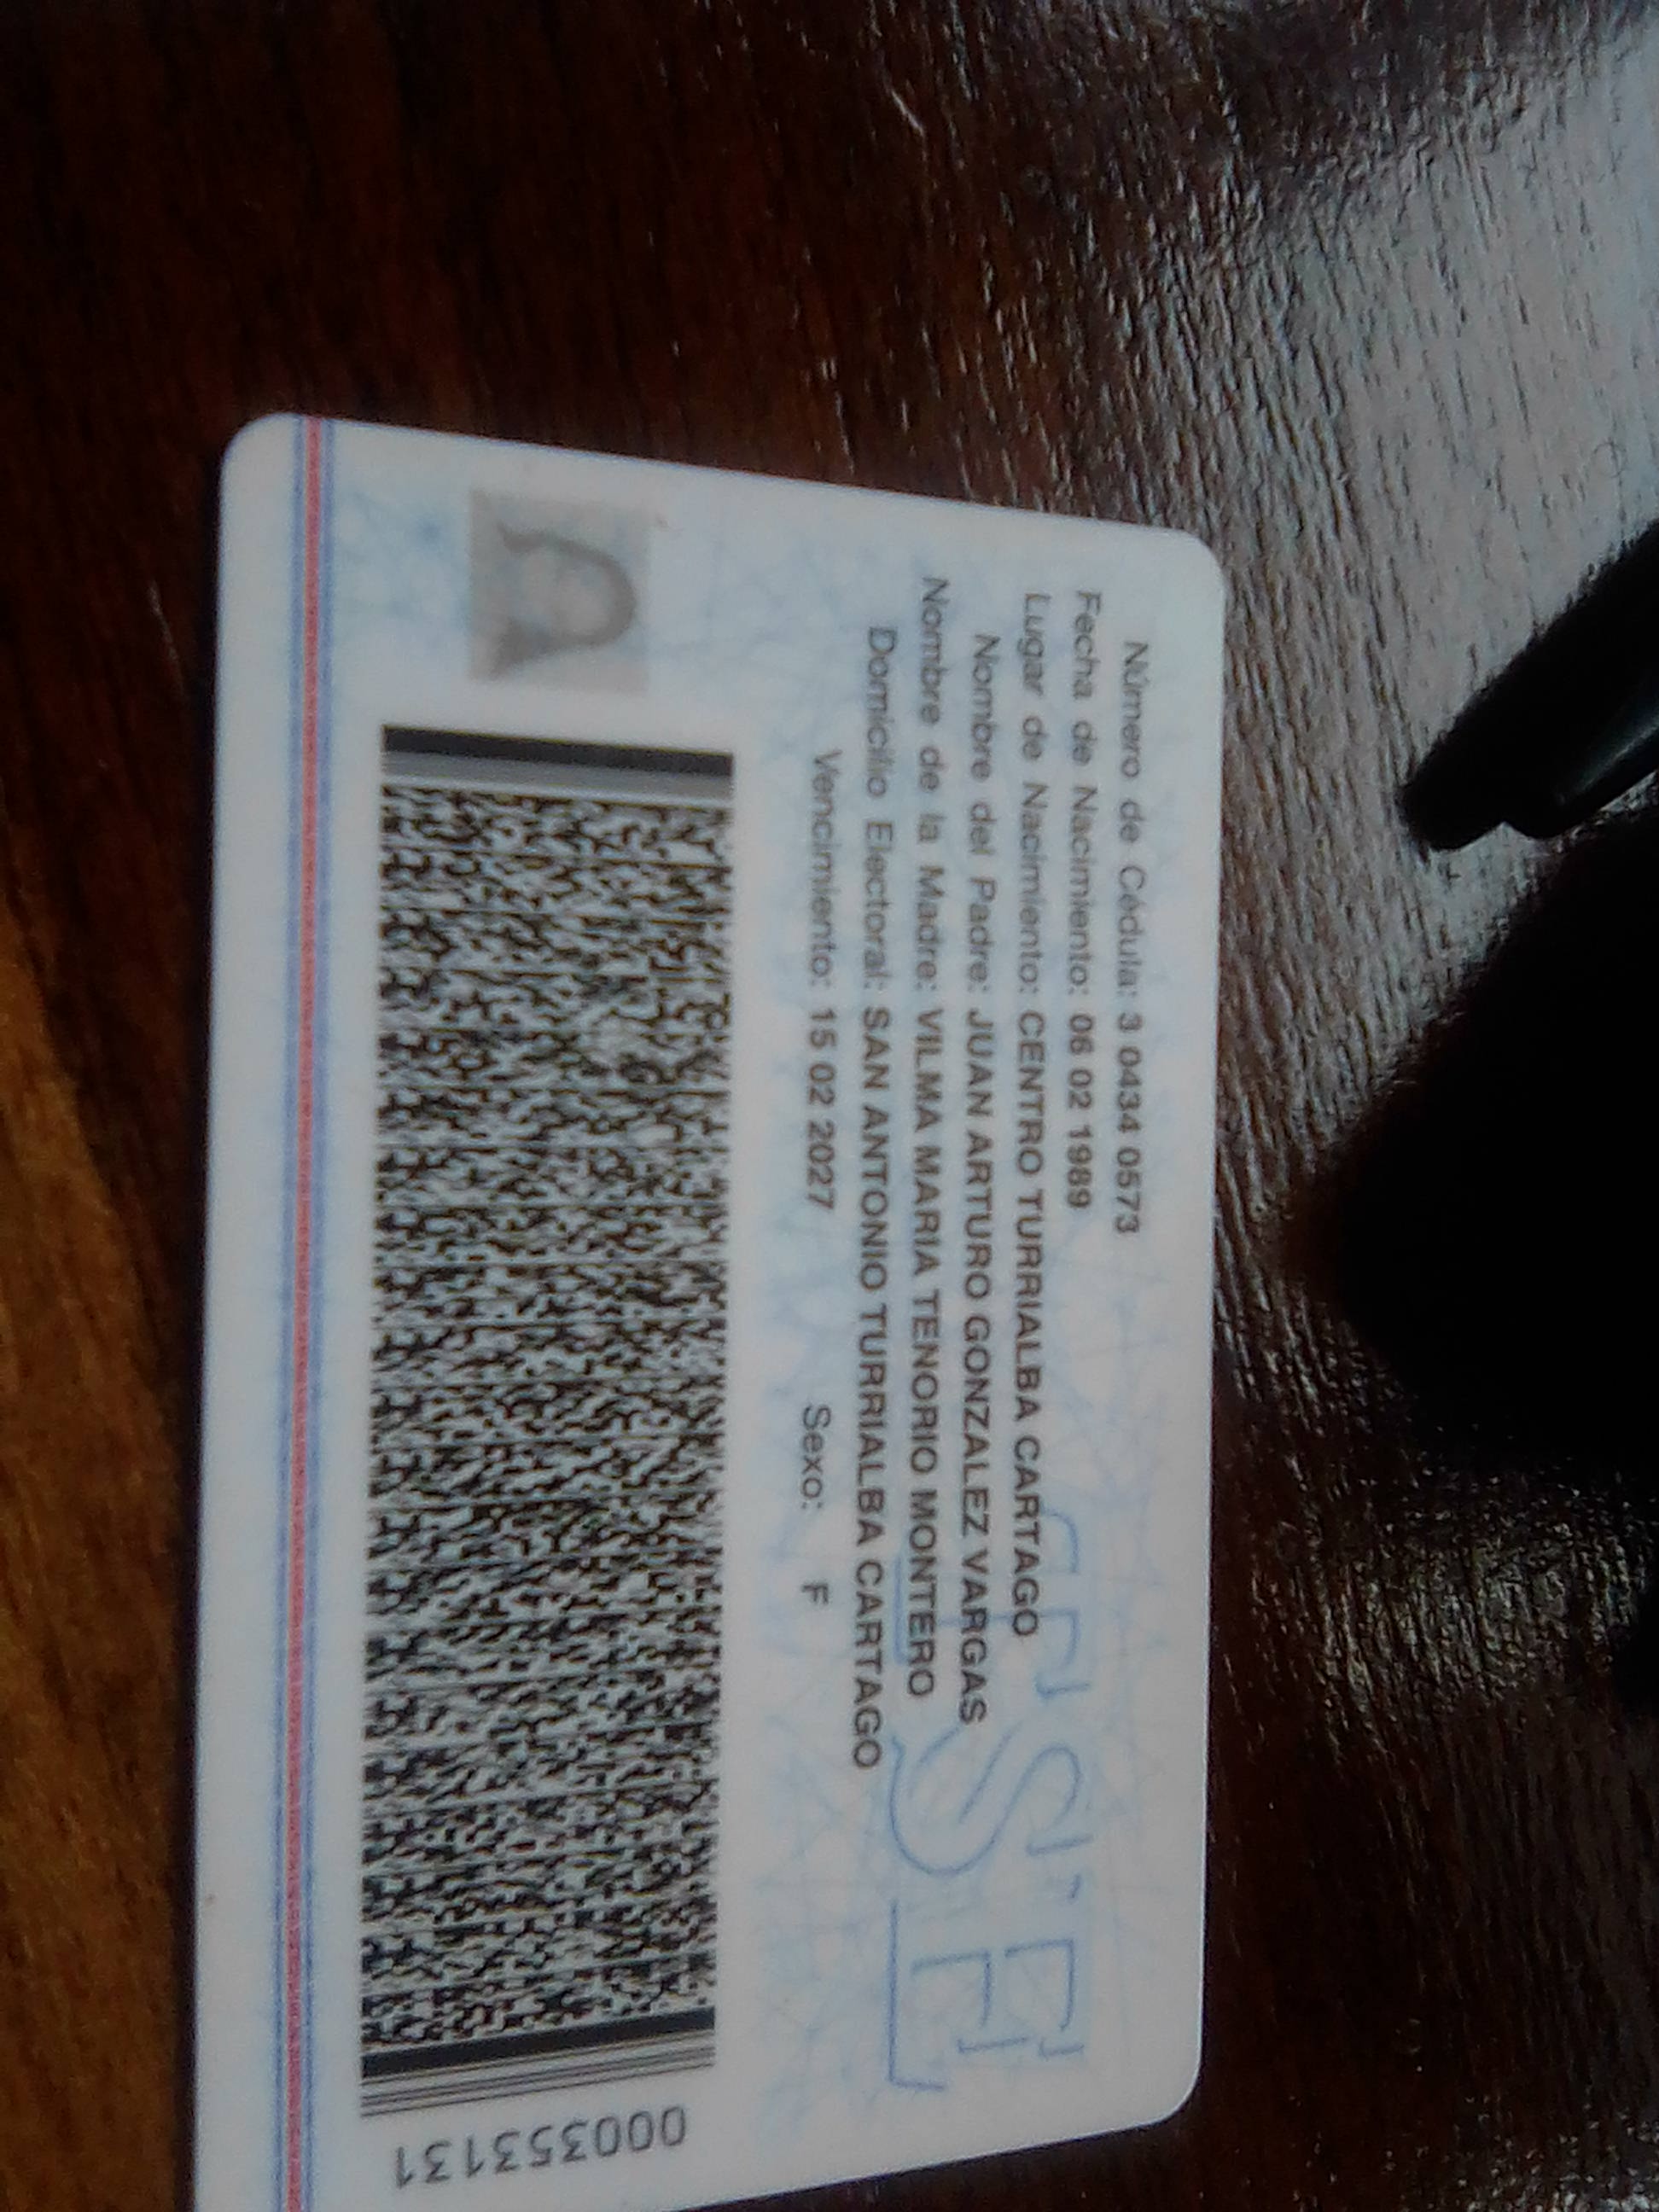 Número de Cédula: 3 0434 0573
Fecha de Nacimiento: 06 02 1989
Lugar de Nacimiento: CENTRO TURRIALBA CARTAGO
Nombre del Padre: JUAN ARTURO GONZALEZ VARGAS
Nombre de la Madre: VILMA MARIA TENORIO MONTERO
Domicilio Electoral: SAN ANTONIO TURRIALBA CARTAGO
Vencimiento: 15 02 2027 Sexo: F
000353131